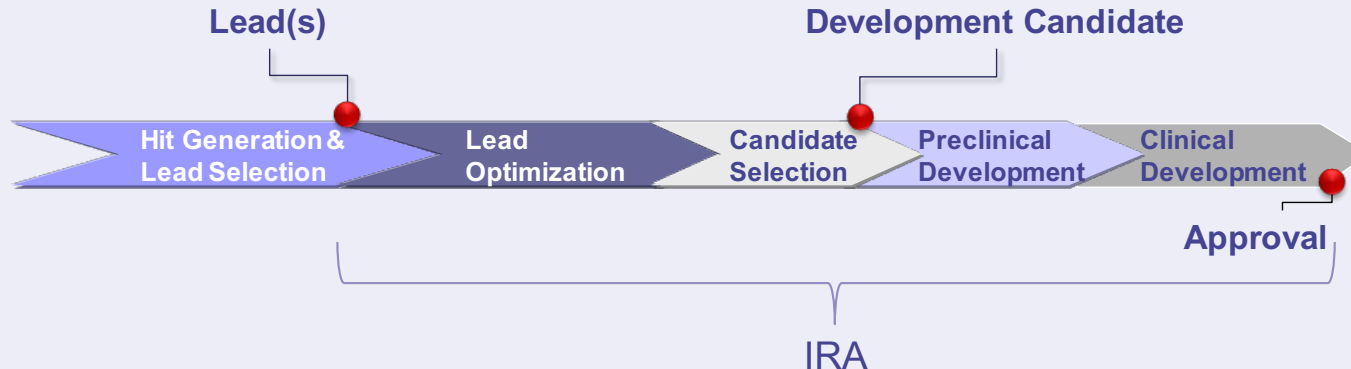 Lead(s)
Development Candidate
Hit Generation &
Lead Selection
Lead
Optimization
Candidate
Selection
Preclinical
Development
Clinical
Development
Approval
IRA